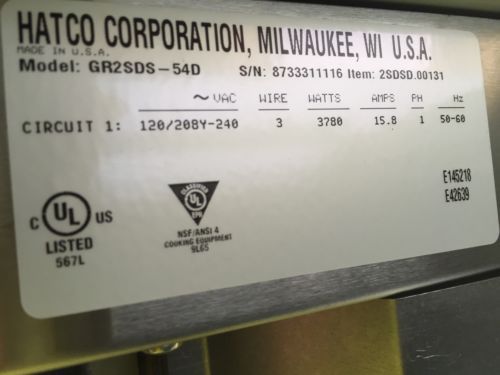 HATCO CORPORATION, MILWAUKEE, WI U.S.A.
MADE IN U.S.A.
Model: GR2SDS-54D S/N: 8733311116 Item: 2SDSD.00131
~ VAC WIRE WATTS AMPS PH Hz
CIRCUIT 1: 120/208Y-240 3 3780 15.8 1 50-60
E145218
E42639
C UL US
LISTED
567L
CLASSIFIED
UL
EPH
NSF/ANSI 4
COOKING EQUIPMENT
9L65